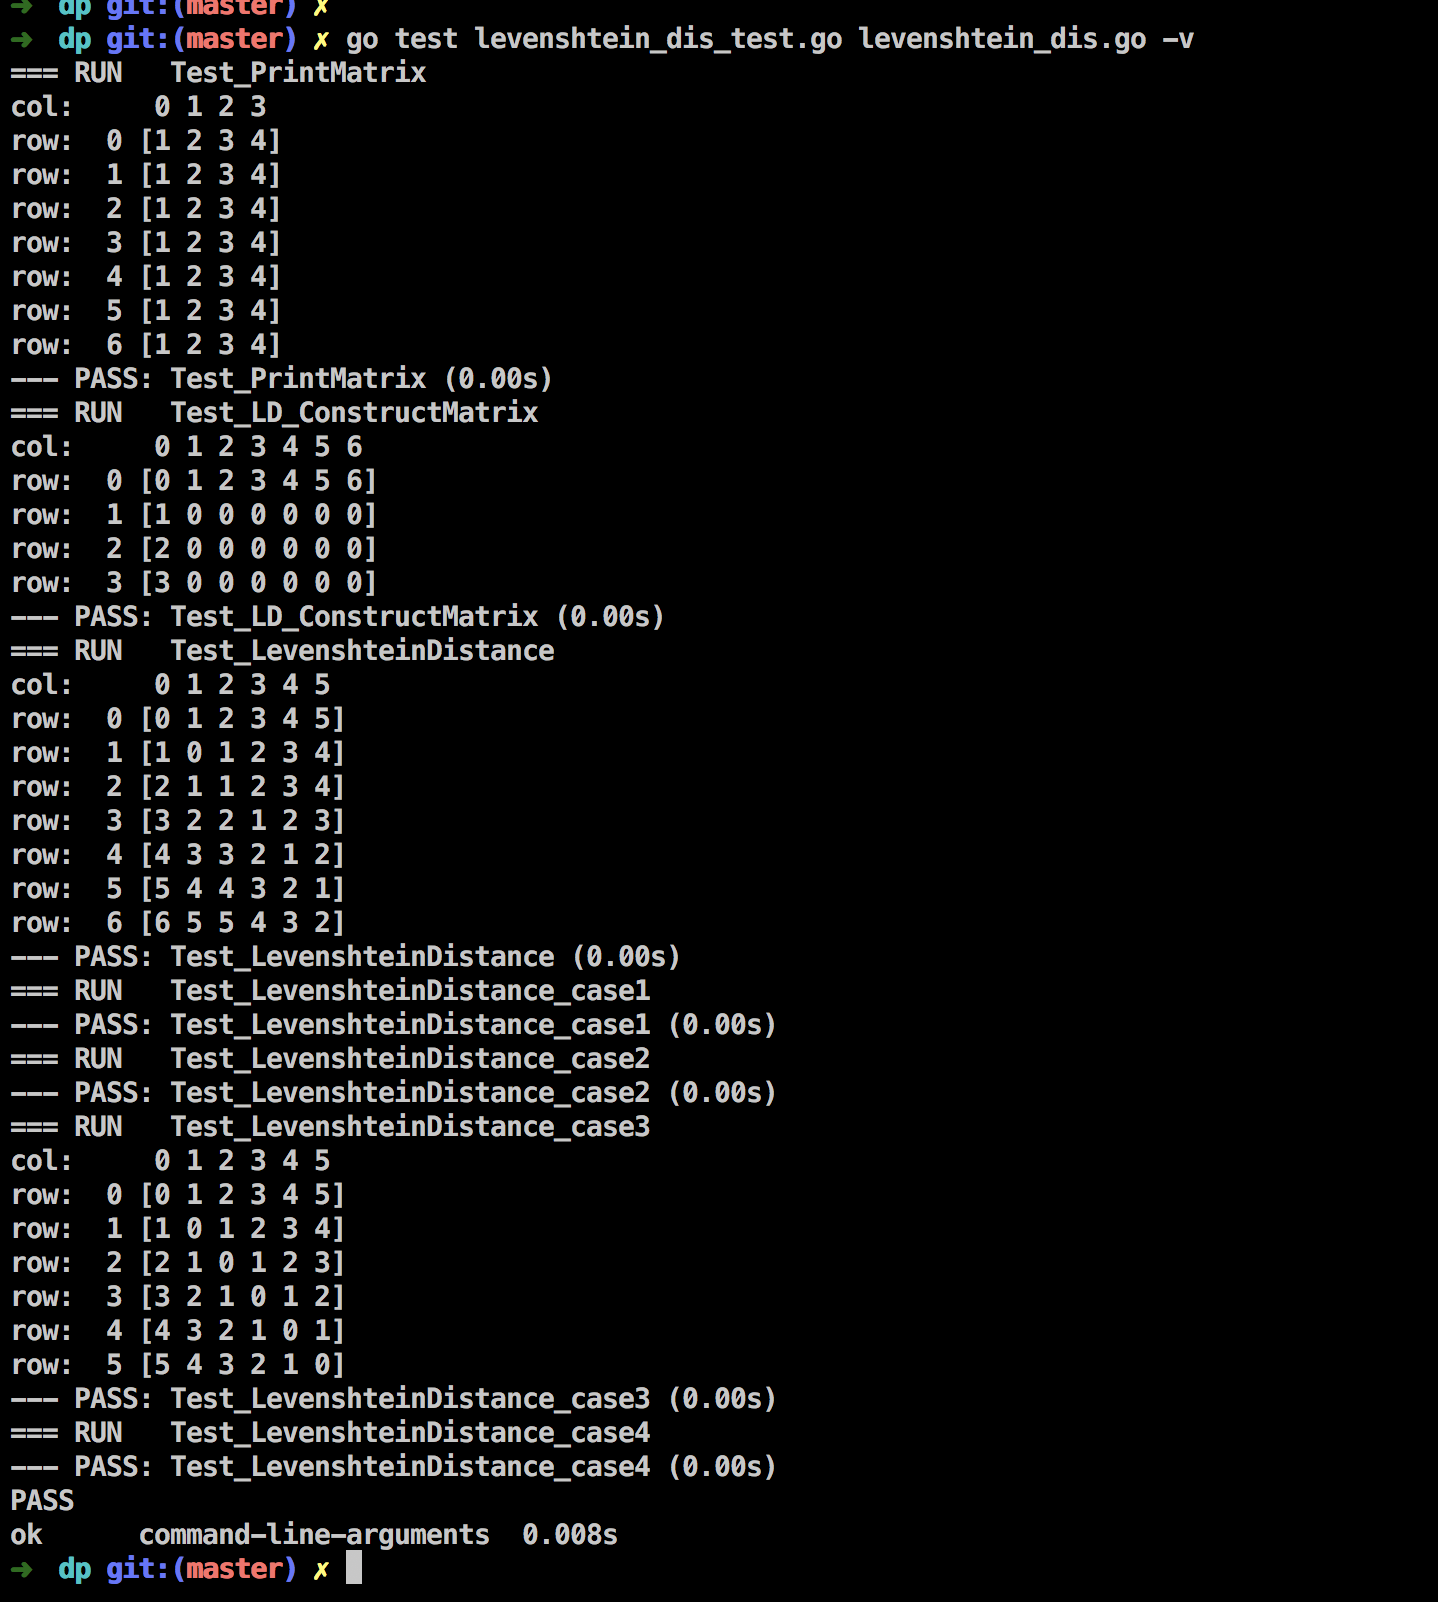 ➜  dp git:(master) ✗
➜  dp git:(master) ✗ go test levenshtein_dis_test.go levenshtein_dis.go -v
=== RUN   Test_PrintMatrix
col:     0 1 2 3
row:  0 [1 2 3 4]
row:  1 [1 2 3 4]
row:  2 [1 2 3 4]
row:  3 [1 2 3 4]
row:  4 [1 2 3 4]
row:  5 [1 2 3 4]
row:  6 [1 2 3 4]
--- PASS: Test_PrintMatrix (0.00s)
=== RUN   Test_LD_ConstructMatrix
col:     0 1 2 3 4 5 6
row:  0 [0 1 2 3 4 5 6]
row:  1 [1 0 0 0 0 0 0]
row:  2 [2 0 0 0 0 0 0]
row:  3 [3 0 0 0 0 0 0]
--- PASS: Test_LD_ConstructMatrix (0.00s)
=== RUN   Test_LevenshteinDistance
col:     0 1 2 3 4 5
row:  0 [0 1 2 3 4 5]
row:  1 [1 0 1 2 3 4]
row:  2 [2 1 1 2 3 4]
row:  3 [3 2 2 1 2 3]
row:  4 [4 3 3 2 1 2]
row:  5 [5 4 4 3 2 1]
row:  6 [6 5 5 4 3 2]
--- PASS: Test_LevenshteinDistance (0.00s)
=== RUN   Test_LevenshteinDistance_case1
--- PASS: Test_LevenshteinDistance_case1 (0.00s)
=== RUN   Test_LevenshteinDistance_case2
--- PASS: Test_LevenshteinDistance_case2 (0.00s)
=== RUN   Test_LevenshteinDistance_case3
col:     0 1 2 3 4 5
row:  0 [0 1 2 3 4 5]
row:  1 [1 0 1 2 3 4]
row:  2 [2 1 0 1 2 3]
row:  3 [3 2 1 0 1 2]
row:  4 [4 3 2 1 0 1]
row:  5 [5 4 3 2 1 0]
--- PASS: Test_LevenshteinDistance_case3 (0.00s)
=== RUN   Test_LevenshteinDistance_case4
--- PASS: Test_LevenshteinDistance_case4 (0.00s)
PASS
ok      command-line-arguments  0.008s
➜  dp git:(master) ✗